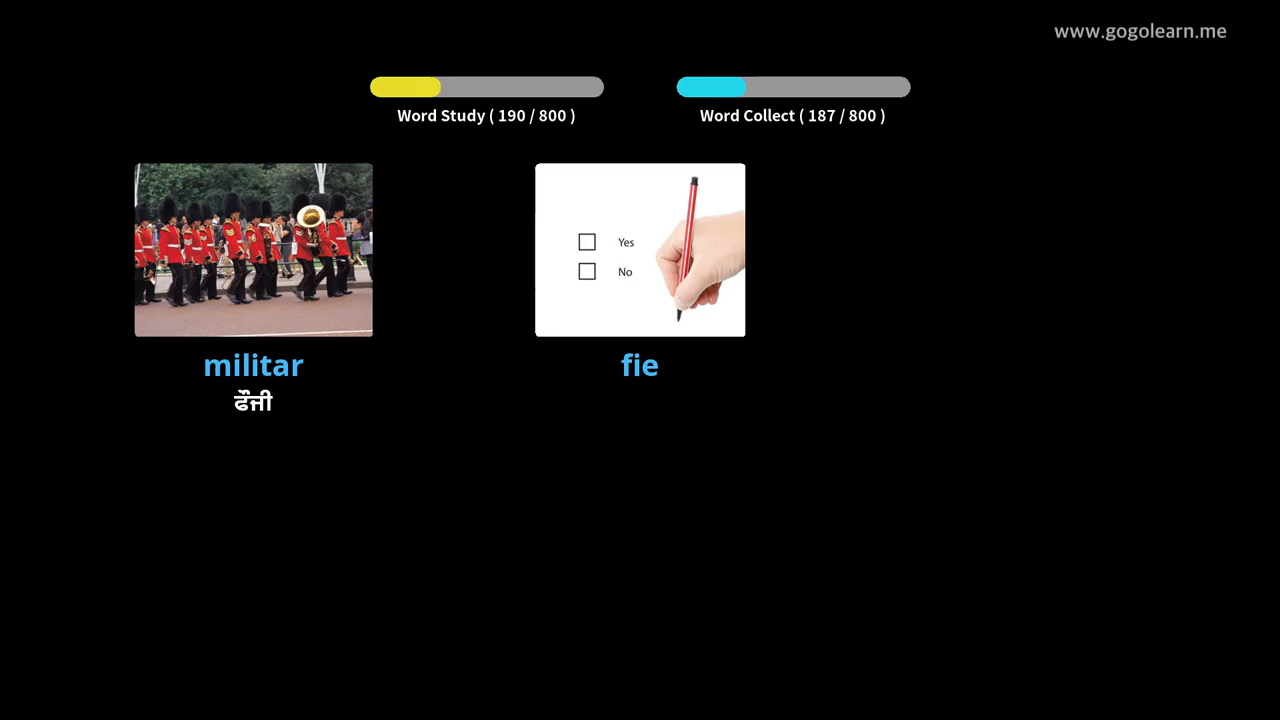 www.gogolearn.me
Word Study ( 190 / 800 )
Word Collect ( 187 / 800 )
Yes
No
militar
fie
ਫੌਜੀ